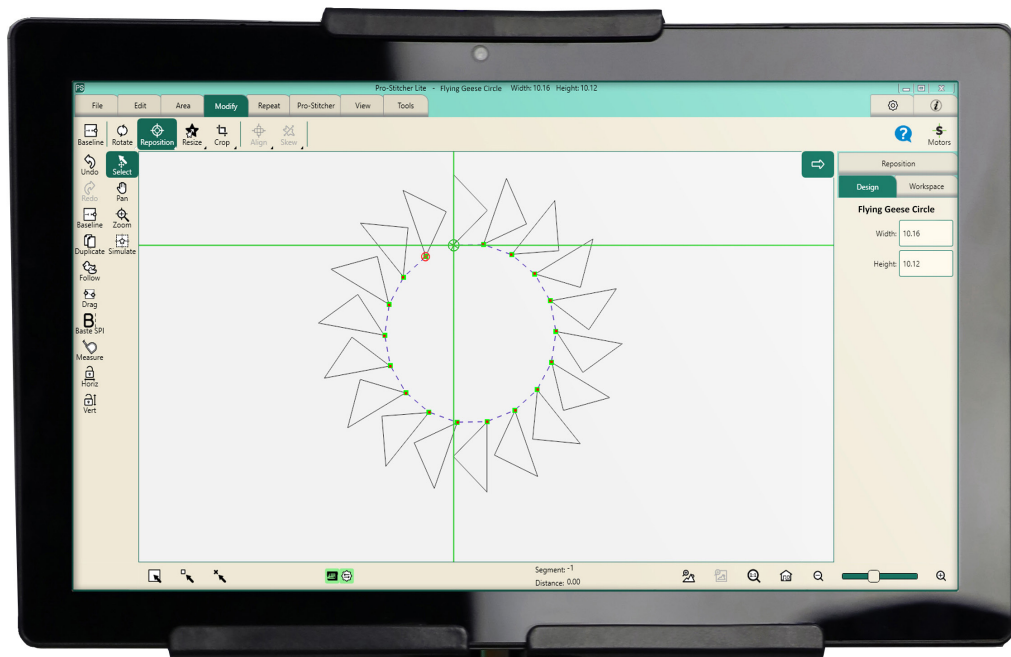 PS
Pro-Stitcher Lite - Flying Geese Circle Width: 10.16 Height: 10.12
File Edit Area Modify Repeat Pro-Stitcher View Tools
Baseline Rotate Reposition Resize Crop Align Skew Motors
Undo Select
Redo Pan
Baseline Zoom
Duplicate Simulate
Follow
Drag
B
Baste SPI
Measure
Horiz
Vert
Reposition
Design Workspace
Flying Geese Circle
Width: 10.16
Height: 10.12
Segment: -1
Distance: 0.00
1:1